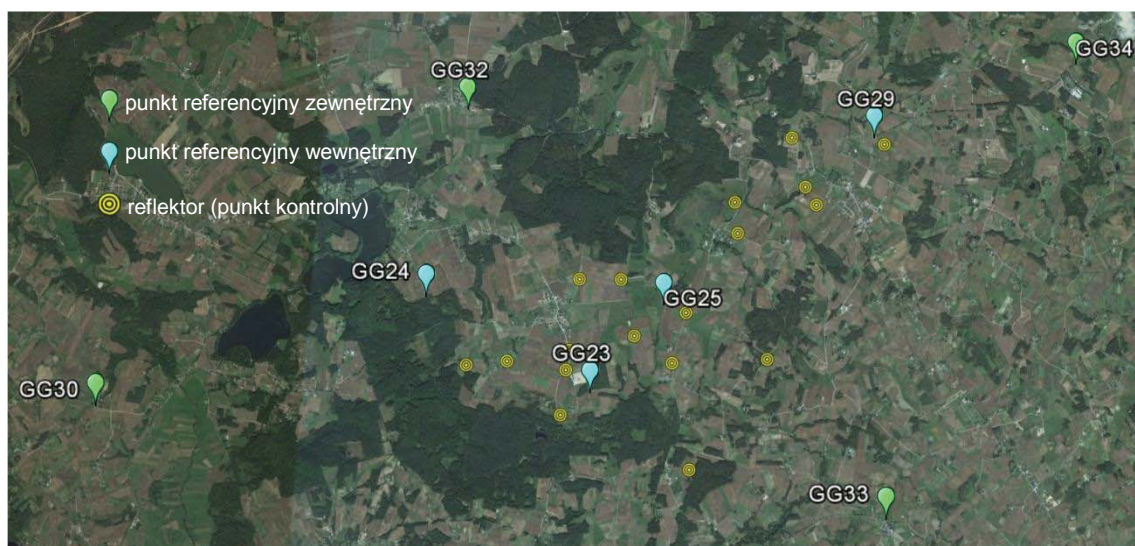 GG34
GG32
GG29
punkt referencyjny zewnętrzny
punkt referencyjny wewnętrzny
reflektor (punkt kontrolny)
GG24
GG25
GG23
GG30
GG33